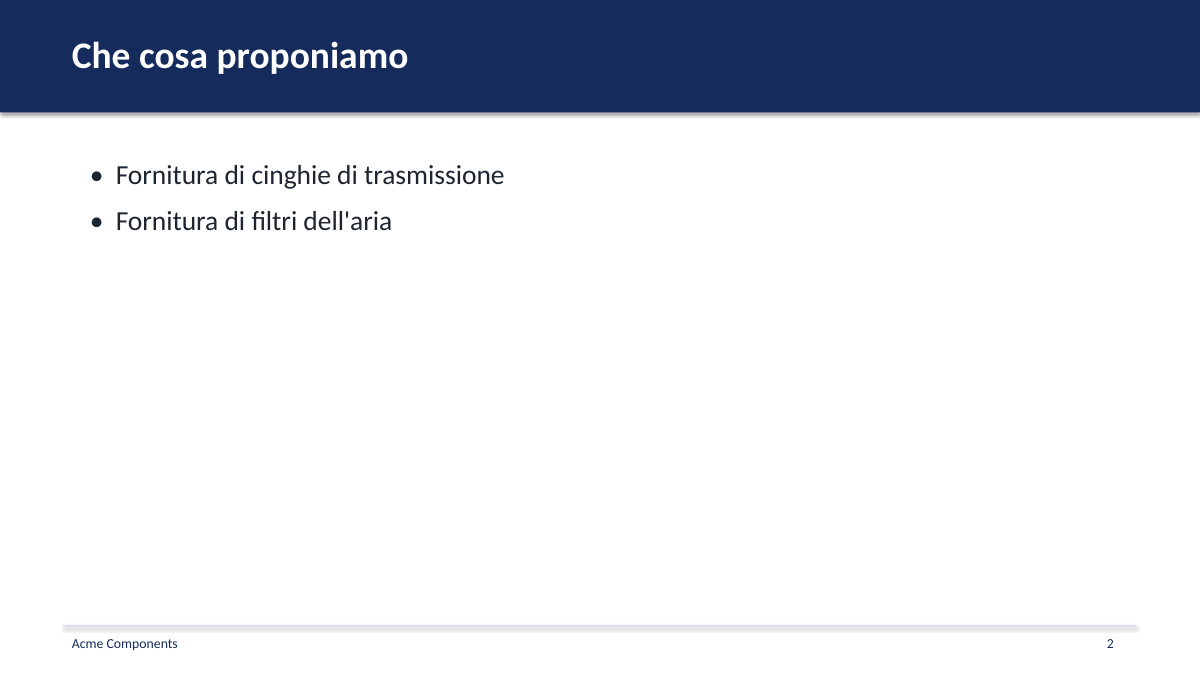 Che cosa proponiamo
• Fornitura di cinghie di trasmissione
• Fornitura di filtri dell'aria
Acme Components
2